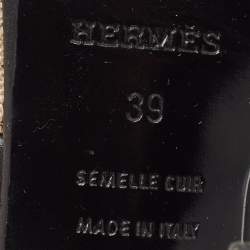 HERMÈS
39
SEMELLE CUIR
MADE IN ITALY